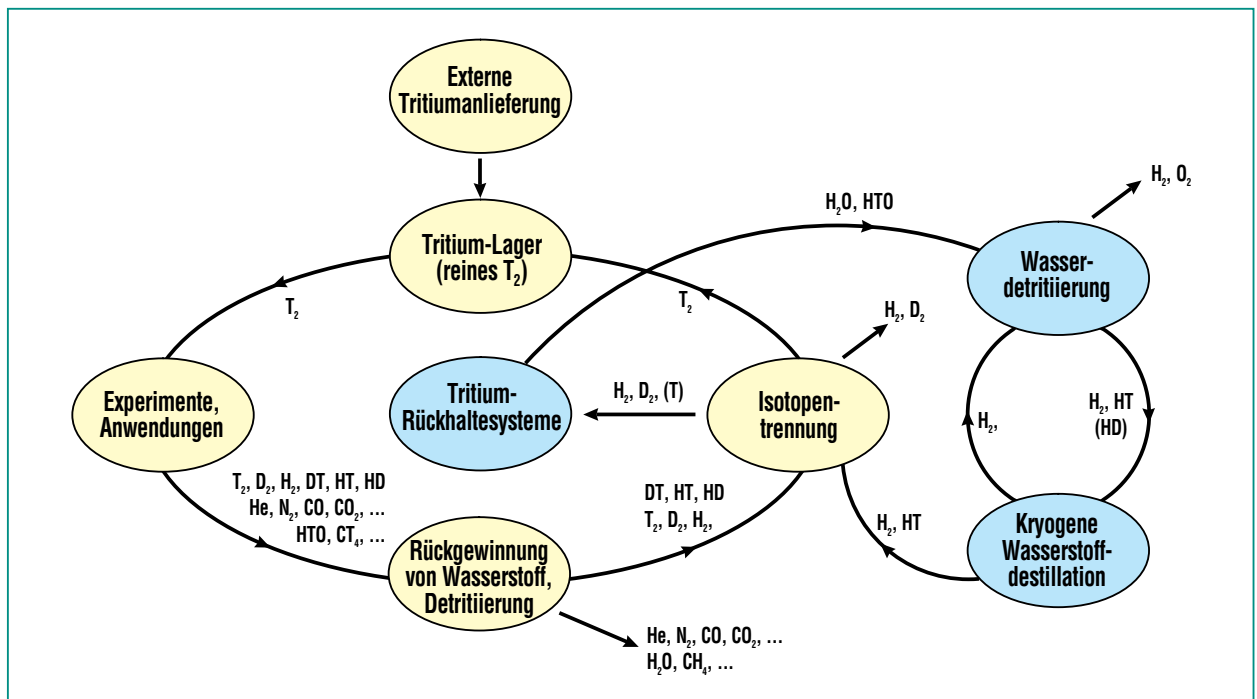 Externe
Tritiumanlieferung
H₂, O₂
H₂O, HTO
Tritium-Lager
(reines T₂)
Wasser-
detritiierung
T₂
T₂
H₂, D₂
Experimente,
Anwendungen
Tritium-
Rückhaltesysteme
H₂, D₂, (T)
Isotopen-
trennung
H₂,
H₂, HT
(HD)
T₂, D₂, H₂, DT, HT, HD
He, N₂, CO, CO₂, ...
HTO, CT₄, ...
DT, HT, HD
T₂, D₂, H₂,
H₂, HT
Kryogene
Wasserstoff-
destillation
Rückgewinnung
von Wasserstoff,
Detritiierung
He, N₂, CO, CO₂, ...
H₂O, CH₄, ...